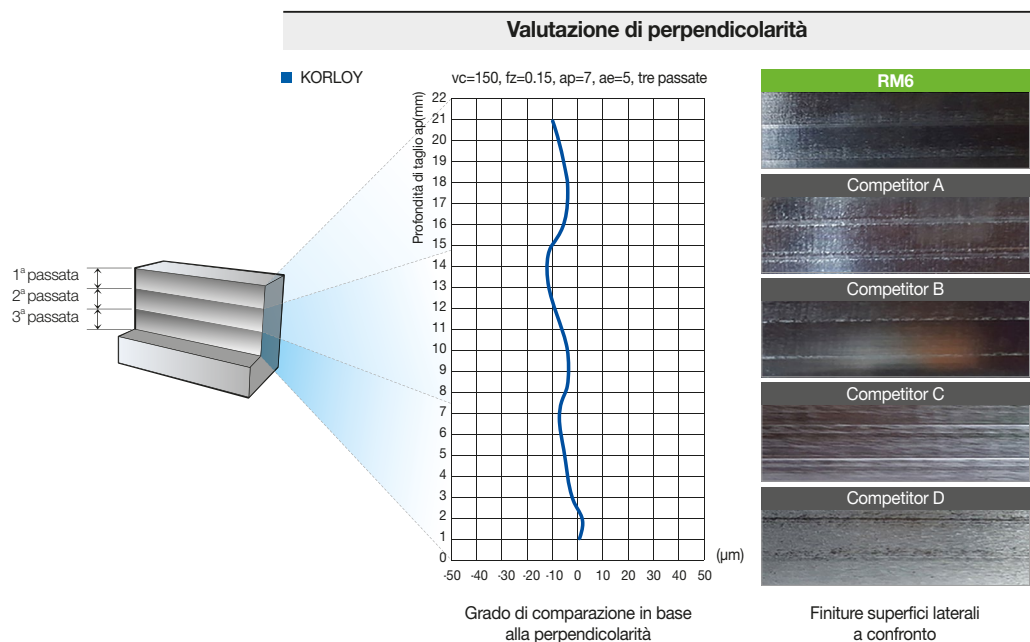 Valutazione di perpendicolarità
KORLOY
vc=150, fz=0.15, ap=7, ae=5, tre passate
1ª passata
2ª passata
3ª passata
Profondità di taglio ap(mm)
22
21
20
19
18
17
16
15
14
13
12
11
10
9
8
7
6
5
4
3
2
1
0
-50 -40 -30 -20 -10 0 10 20 30 40 50
(µm)
Grado di comparazione in base
alla perpendicolarità
RM6
Competitor A
Competitor B
Competitor C
Competitor D
Finiture superfici laterali
a confronto